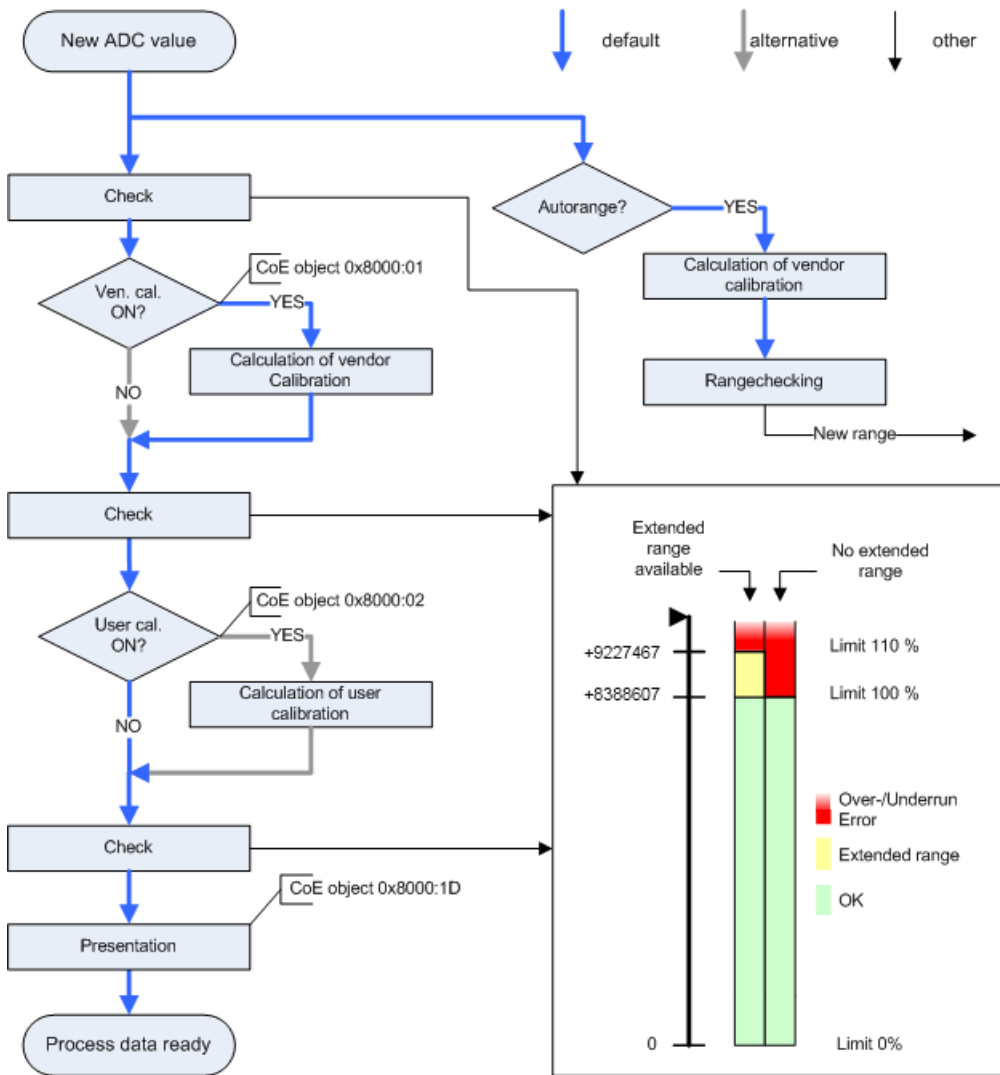 New ADC value
default
alternative
other
Check
Autorange?
YES
CoE object 0x8000:01
Calculation of vendor
calibration
Ven. cal.
ON?
YES
Calculation of vendor
Calibration
Rangechecking
NO
New range
Check
Extended
range
available
No extended
range
CoE object 0x8000:02
User cal.
ON?
YES
+9227467
Limit 110 %
Calculation of user
calibration
+8388607
Limit 100 %
NO
Over-/Underrun
Error
Check
Extended range
CoE object 0x8000:1D
OK
Presentation
Process data ready
0
Limit 0%